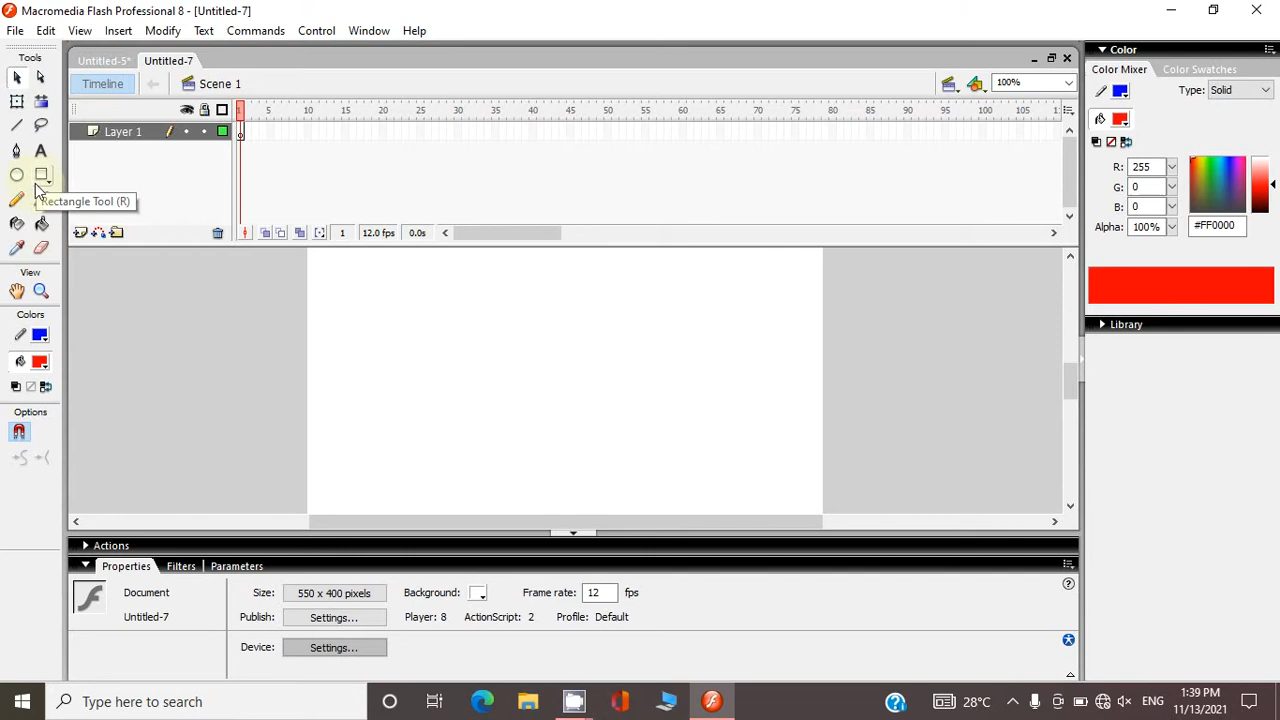 Macromedia Flash Professional 8 - [Untitled-7]
File Edit View Insert Modify Text Commands Control Window Help
Tools
Untitled-5* Untitled-7
Timeline Scene 1 100%
1 5 10 15 20 25 30 35 40 45 50 55 60 65 70 75 80 85 90 95 100 105
Layer 1
A
Rectangle Tool (R)
1 12.0 fps 0.0s
View
Colors
Options
Color
Color Mixer Color Swatches
Type: Solid
R: 255
G: 0
B: 0
Alpha: 100% #FF0000
Library
Actions
Properties Filters Parameters
Document Size: 550 x 400 pixels Background: Frame rate: 12 fps
Untitled-7 Publish: Settings... Player: 8 ActionScript: 2 Profile: Default
Device: Settings...
Type here to search 28°C ENG 1:39 PM
11/13/2021